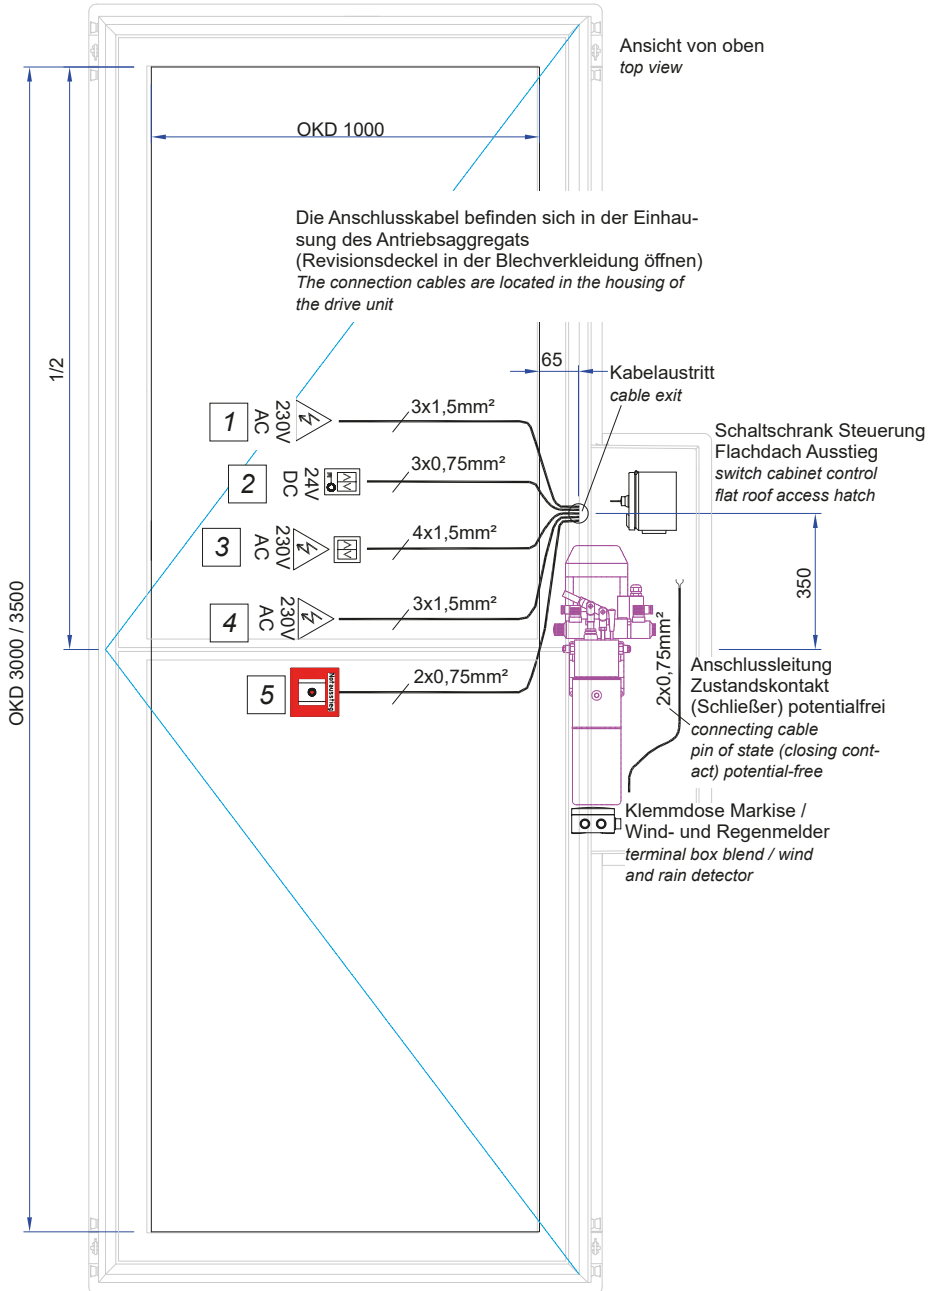 Ansicht von oben
top view
OKD 1000
Die Anschlusskabel befinden sich in der Einhau-
sung des Antriebsaggregats
(Revisionsdeckel in der Blechverkleidung öffnen)
The connection cables are located in the housing of
the drive unit
1/2
OKD 3000 / 3500
65
Kabelaustritt
cable exit
Schaltschrank Steuerung
Flachdach Ausstieg
switch cabinet control
flat roof access hatch
350
1
230V
AC
3x1,5mm²
2
24V
DC
3x0,75mm²
3
230V
AC
4x1,5mm²
4
230V
AC
3x1,5mm²
5
Notausstieg
2x0,75mm²
2x0,75mm²
Anschlussleitung
Zustandskontakt
(Schließer) potentialfrei
connecting cable
pin of state (closing cont-
act) potential-free
Klemmdose Markise /
Wind- und Regenmelder
terminal box blend / wind
and rain detector